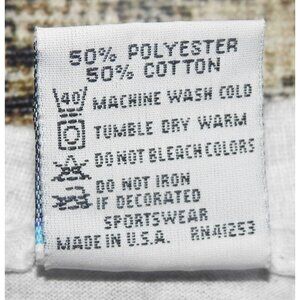 50% POLYESTER
50% COTTON
40°
MACHINE WASH COLD
TUMBLE DRY WARM
DO NOT BLEACH COLORS
DO NOT IRON
IF DECORATED
SPORTSWEAR
MADE IN U.S.A. RN41253